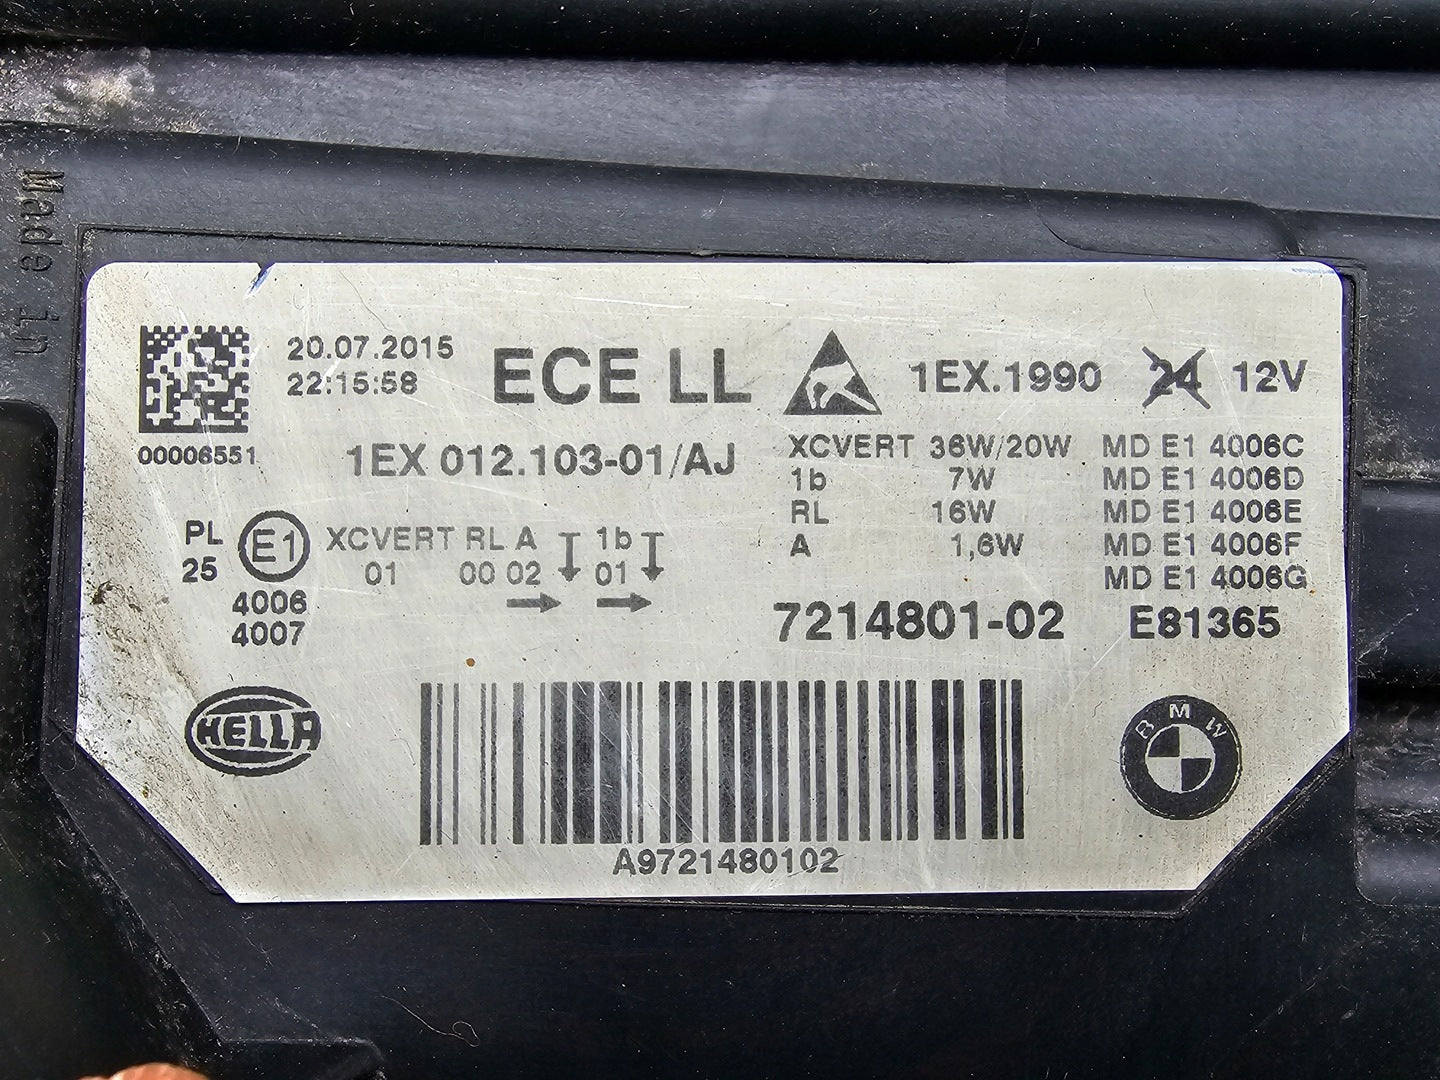 Made in
20.07.2015
22:15:58
ECE LL
1EX.1990 24 12V
00006551
1EX 012.103-01/AJ
XCVERT 36W/20W MD E1 4006C
1b 7W MD E1 4006D
RL 16W MD E1 4006E
A 1,6W MD E1 4006F
MD E1 4006G
PL E1 XCVERT RL A 1b
25 01 00 02 01
4006
4007
7214801-02 E81365
HELLA
BMW
A9721480102